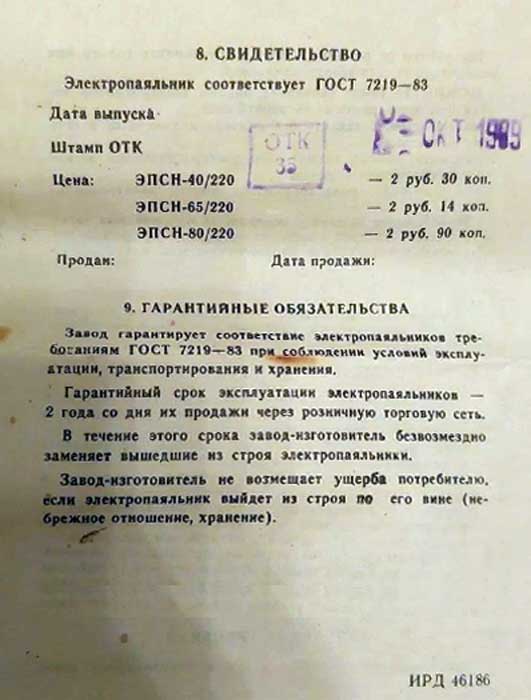 8. СВИДЕТЕЛЬСТВО
Электропаяльник соответствует ГОСТ 7219—83
Дата выпуска
ОКТ 1989
Штамп ОТК
ОТК
35
Цена: ЭПСН-40/220 — 2 руб. 30 коп.
ЭПСН-65/220 — 2 руб. 14 коп.
ЭПСН-80/220 — 2 руб. 90 коп.
Продан: Дата продажи:
9. ГАРАНТИЙНЫЕ ОБЯЗАТЕЛЬСТВА
Завод гарантирует соответствие электропаяльников тре-
бованиям ГОСТ 7219—83 при соблюдении условий эксплу-
атации, транспортирования и хранения.
Гарантийный срок эксплуатации электропаяльников —
2 года со дня их продажи через розничную торговую сеть.
В течение этого срока завод-изготовитель безвозмездно
заменяет вышедшие из строя электропаяльники.
Завод-изготовитель не возмещает ущерба потребителю,
если электропаяльник выйдет из строя по его вине (не-
брежное отношение, хранение).
ИРД 46186